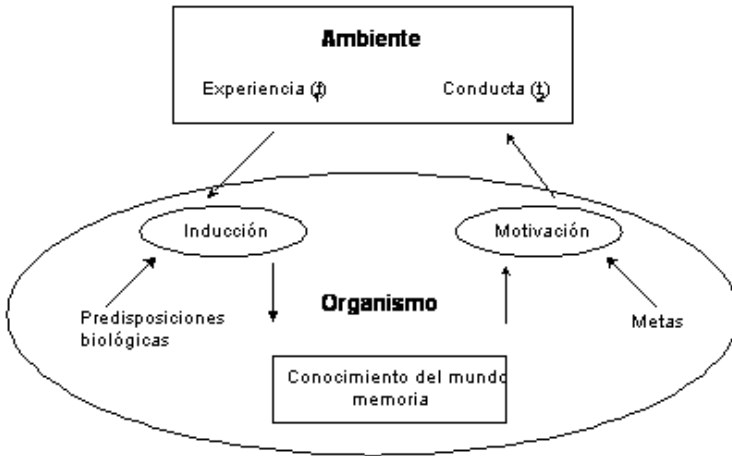 Ambiente
Experiencia
Conducta
Inducción
Motivación
Organismo
Predisposiciones
biológicas
Metas
Conocimiento del mundo
memoria